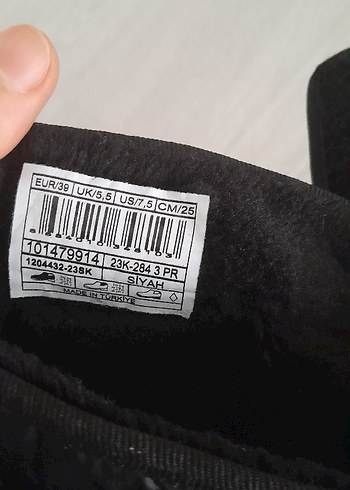 EUR/39 UK/5,5 US/7,5 CM/25
101479914 23K-284 3 PR
1204432-23SK SİYAH
MADE IN TÜRKİYE